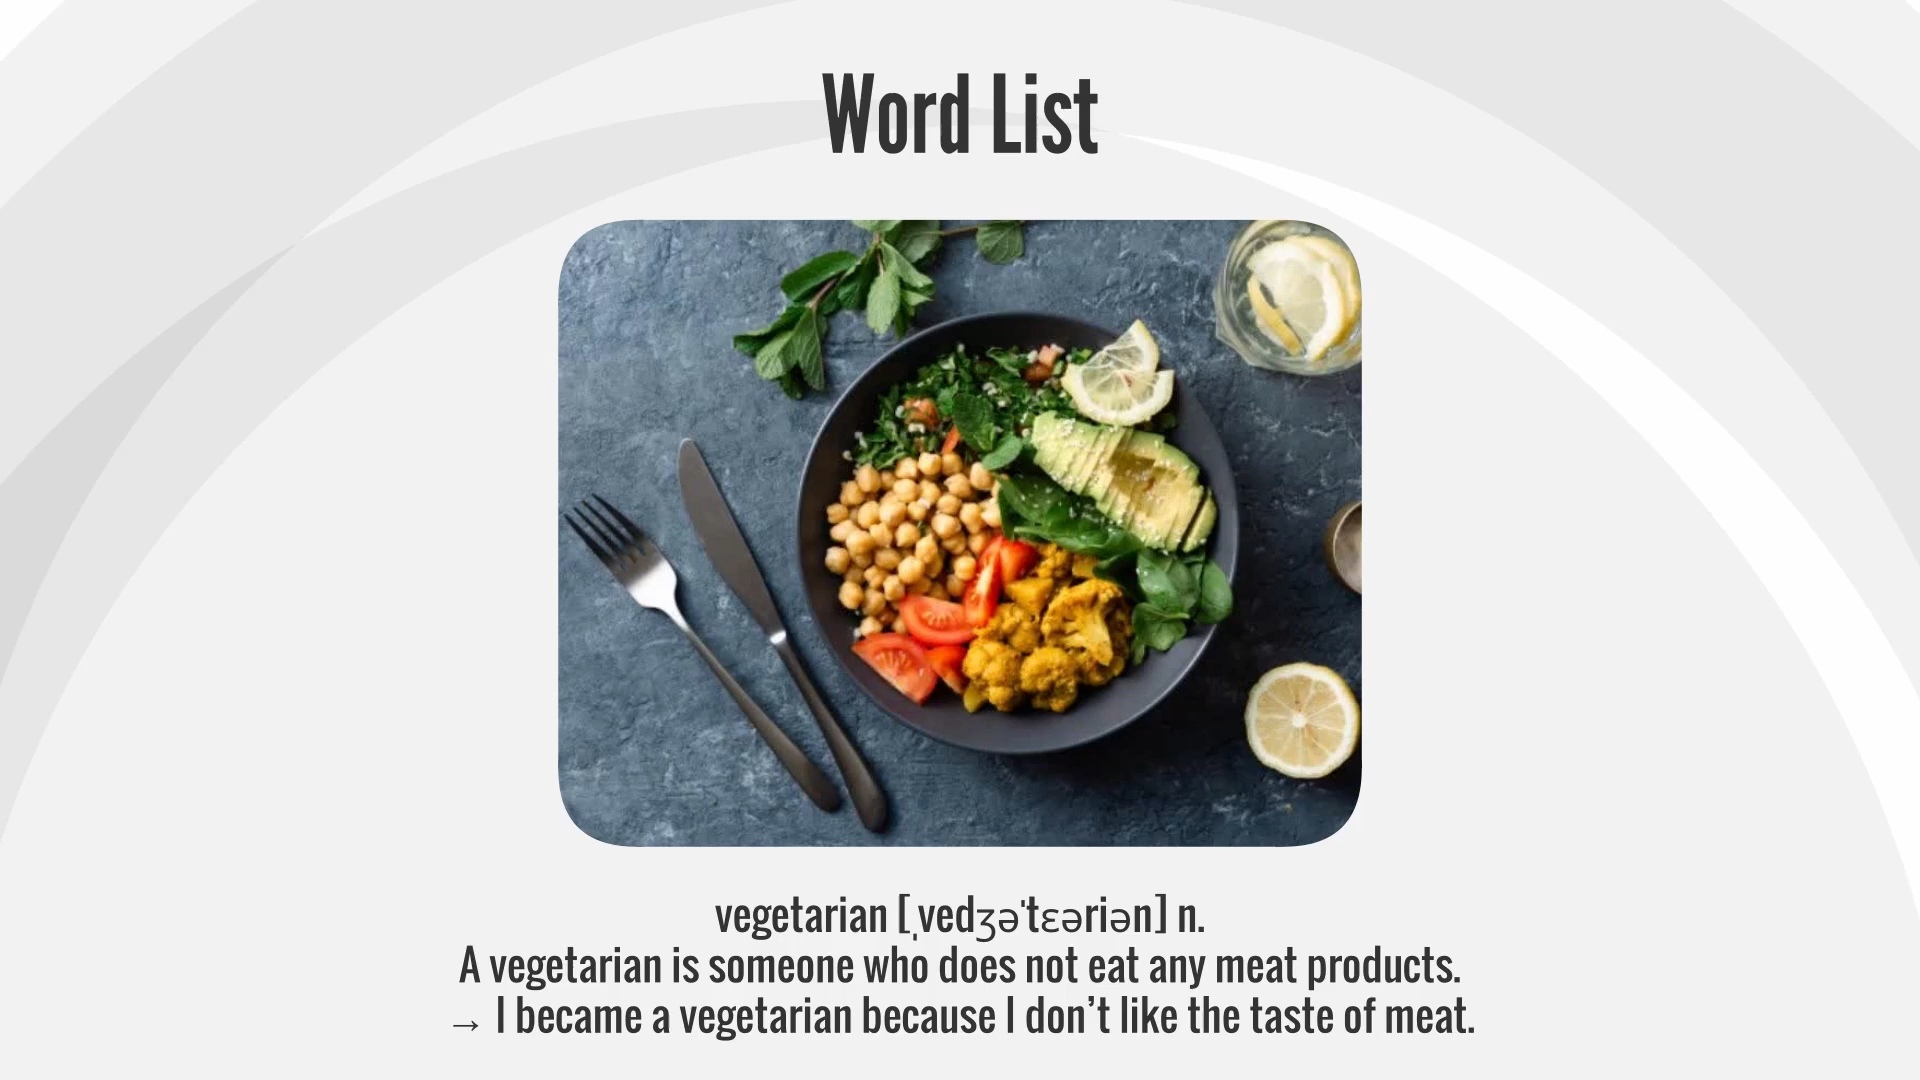 Word List
vegetarian [ˌvedʒəˈtɛəriən] n.
A vegetarian is someone who does not eat any meat products.
→ I became a vegetarian because I don’t like the taste of meat.